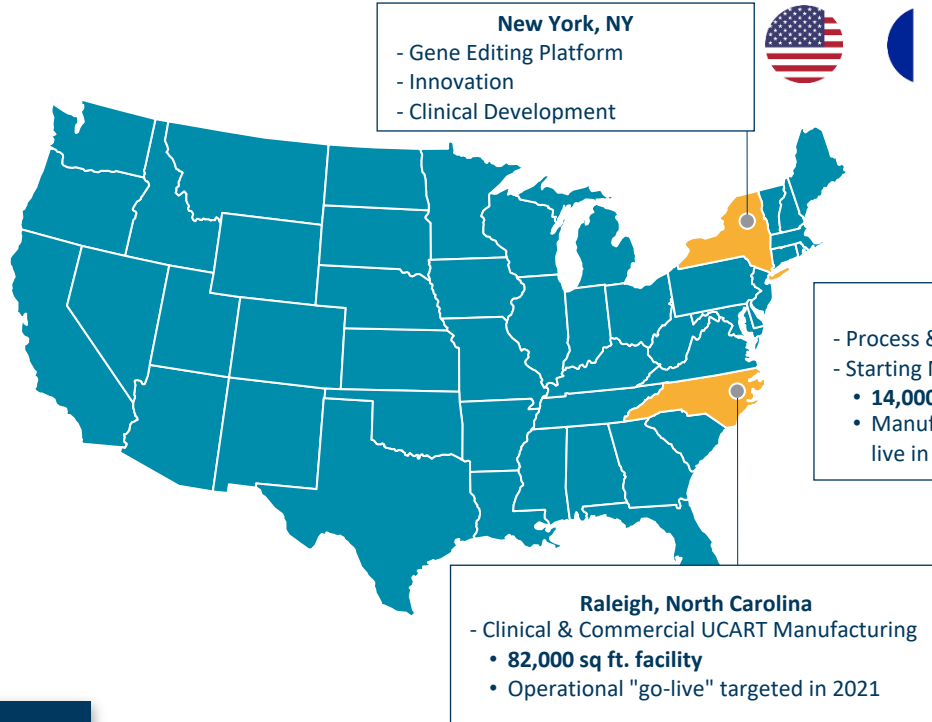 New York, NY
- Gene Editing Platform
- Innovation
- Clinical Development
- Process &
- Starting
• 14,000
• 
live in
Raleigh, North Carolina
- Clinical & Commercial UCART Manufacturing
• 82,000 sq ft. facility
• Operational "go-live" targeted in 2021